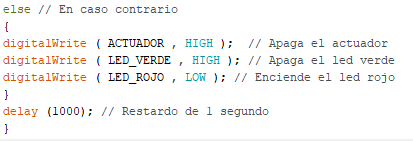 else // En caso contrario
{
digitalWrite ( ACTUADOR , HIGH );  // Apaga el actuador
digitalWrite ( LED_VERDE , HIGH ); // Apaga el led verde
digitalWrite ( LED_ROJO , LOW ); // Enciende el led rojo
}
delay (1000); // Restardo de 1 segundo
}